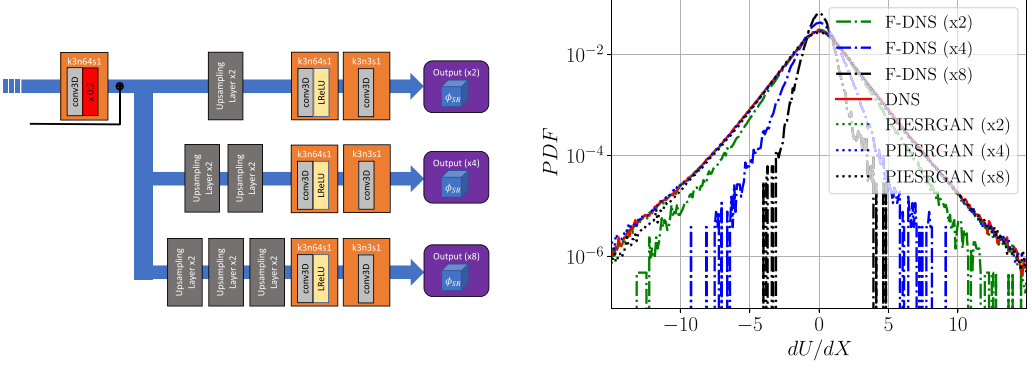 k3n64s1
conv3D
x 0.2
Upsampling
Layer x2
k3n64s1
conv3D
LReLU
k3n3s1
conv3D
Output (x2)
ϕSR
Upsampling
Layer x2
Upsampling
Layer x2
k3n64s1
conv3D
LReLU
k3n3s1
conv3D
Output (x4)
ϕSR
Upsampling
Layer x2
Upsampling
Layer x2
Upsampling
Layer x2
k3n64s1
conv3D
LReLU
k3n3s1
conv3D
Output (x8)
ϕSR
PDF
10⁻²
10⁻⁴
10⁻⁶
F-DNS (x2)
F-DNS (x4)
F-DNS (x8)
DNS
PIESRGAN (x2)
PIESRGAN (x4)
PIESRGAN (x8)
−10 −5 0 5 10
dU/dX